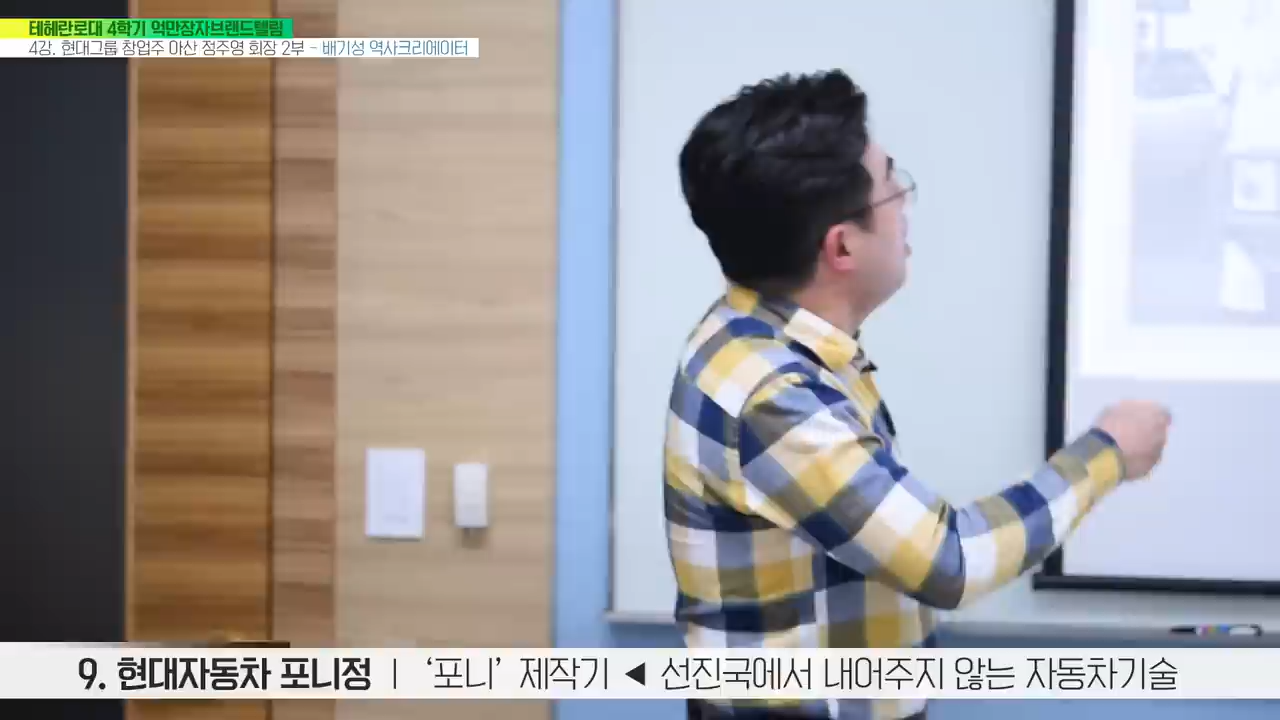 테헤란로대 4학기 억만장자브랜드텔링
4강. 현대그룹 창업주 아산 정주영 회장 2부 - 배기성 역사크리에이터
9. 현대자동차 포니정 | ‘포니’ 제작기 ◀ 선진국에서 내어주지 않는 자동차기술